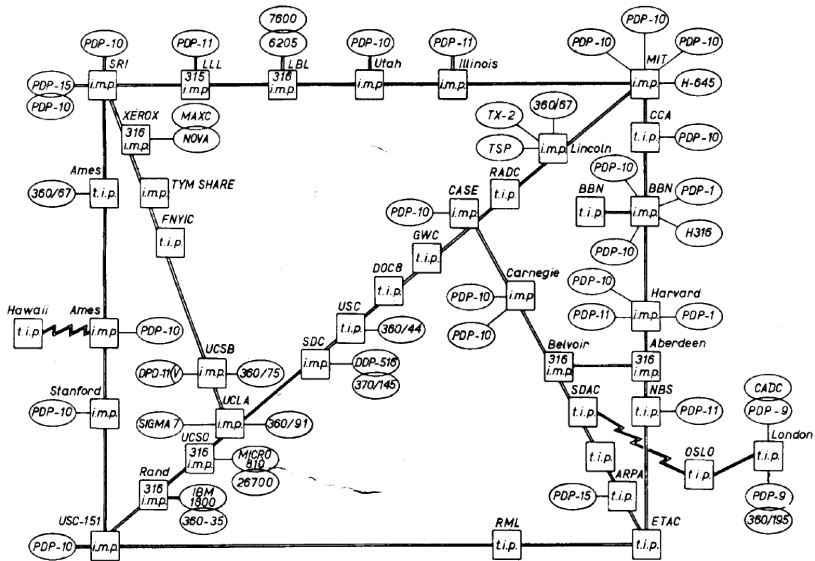 7600
PDP-10
PDP-10
PDP-11
6205
PDP-10
PDP-11
PDP-10
PDP-10
SRI
LLL
LBL
Utah
Illinois
MIT
PDP-15
i.m.p.
315
i.m.p.
316
i.m.p.
i.m.p.
i.m.p.
i.m.p.
H-645
PDP-10
XEROX
MAXC
TX-2
360/67
CCA
316
i.m.p.
NOVA
TSP
i.m.p.
Lincoln
t.i.p.
PDP-10
Ames
RADC
PDP-10
BBN
BBN
PDP-1
360/67
t.i.p.
i.m.p.
TYMSHARE
CASE
t.i.p.
t.i.p.
i.m.p.
PDP-10
i.m.p.
H316
FNYIC
GWC
PDP-10
t.i.p.
t.i.p.
DOCB
Carnegie
PDP-10
t.i.p.
PDP-10
i.m.p.
Harvard
Hawaii
Ames
USC
PDP-11
i.m.p.
PDP-1
t.i.p.
i.m.p.
PDP-10
t.i.p.
360/44
PDP-10
UCSB
SDC
Belvoir
Aberdeen
i.m.p.
360/75
i.m.p.
DDP-516
316
i.m.p.
316
i.m.p.
Stanford
370/145
SDAC
NBS
CADC
UCLA
PDP-10
i.m.p.
t.i.p.
t.i.p.
PDP-11
PDP-9
SIGMA 7
i.m.p.
360/91
London
UCSD
OSLO
316
i.m.p.
MICRO
810
t.i.p.
t.i.p.
t.i.p.
Rand
26700
ARPA
316
i.m.p.
IBM
1800
PDP-15
t.i.p.
PDP-9
360-35
360/195
USC-151
RML
ETAC
PDP-10
i.m.p.
t.i.p.
t.i.p.